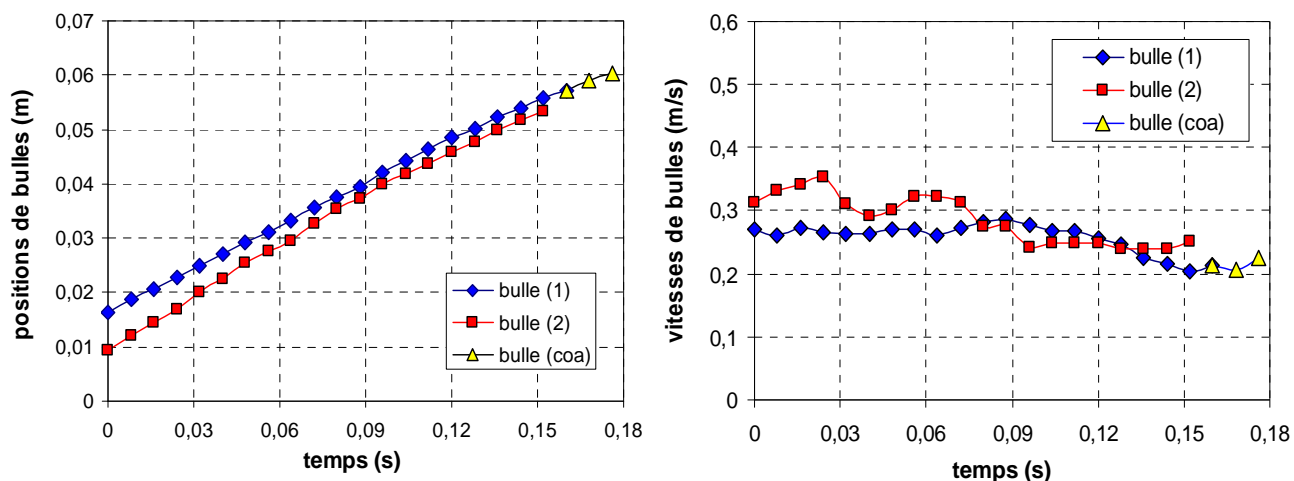 positions de bulles (m)
0,07
0,06
0,05
0,04
0,03
0,02
0,01
0
0 0,03 0,06 0,09 0,12 0,15 0,18
temps (s)
bulle (1)
bulle (2)
bulle (coa)
vitesses de bulles (m/s)
0,6
0,5
0,4
0,3
0,2
0,1
0
0 0,03 0,06 0,09 0,12 0,15 0,18
temps (s)
bulle (1)
bulle (2)
bulle (coa)